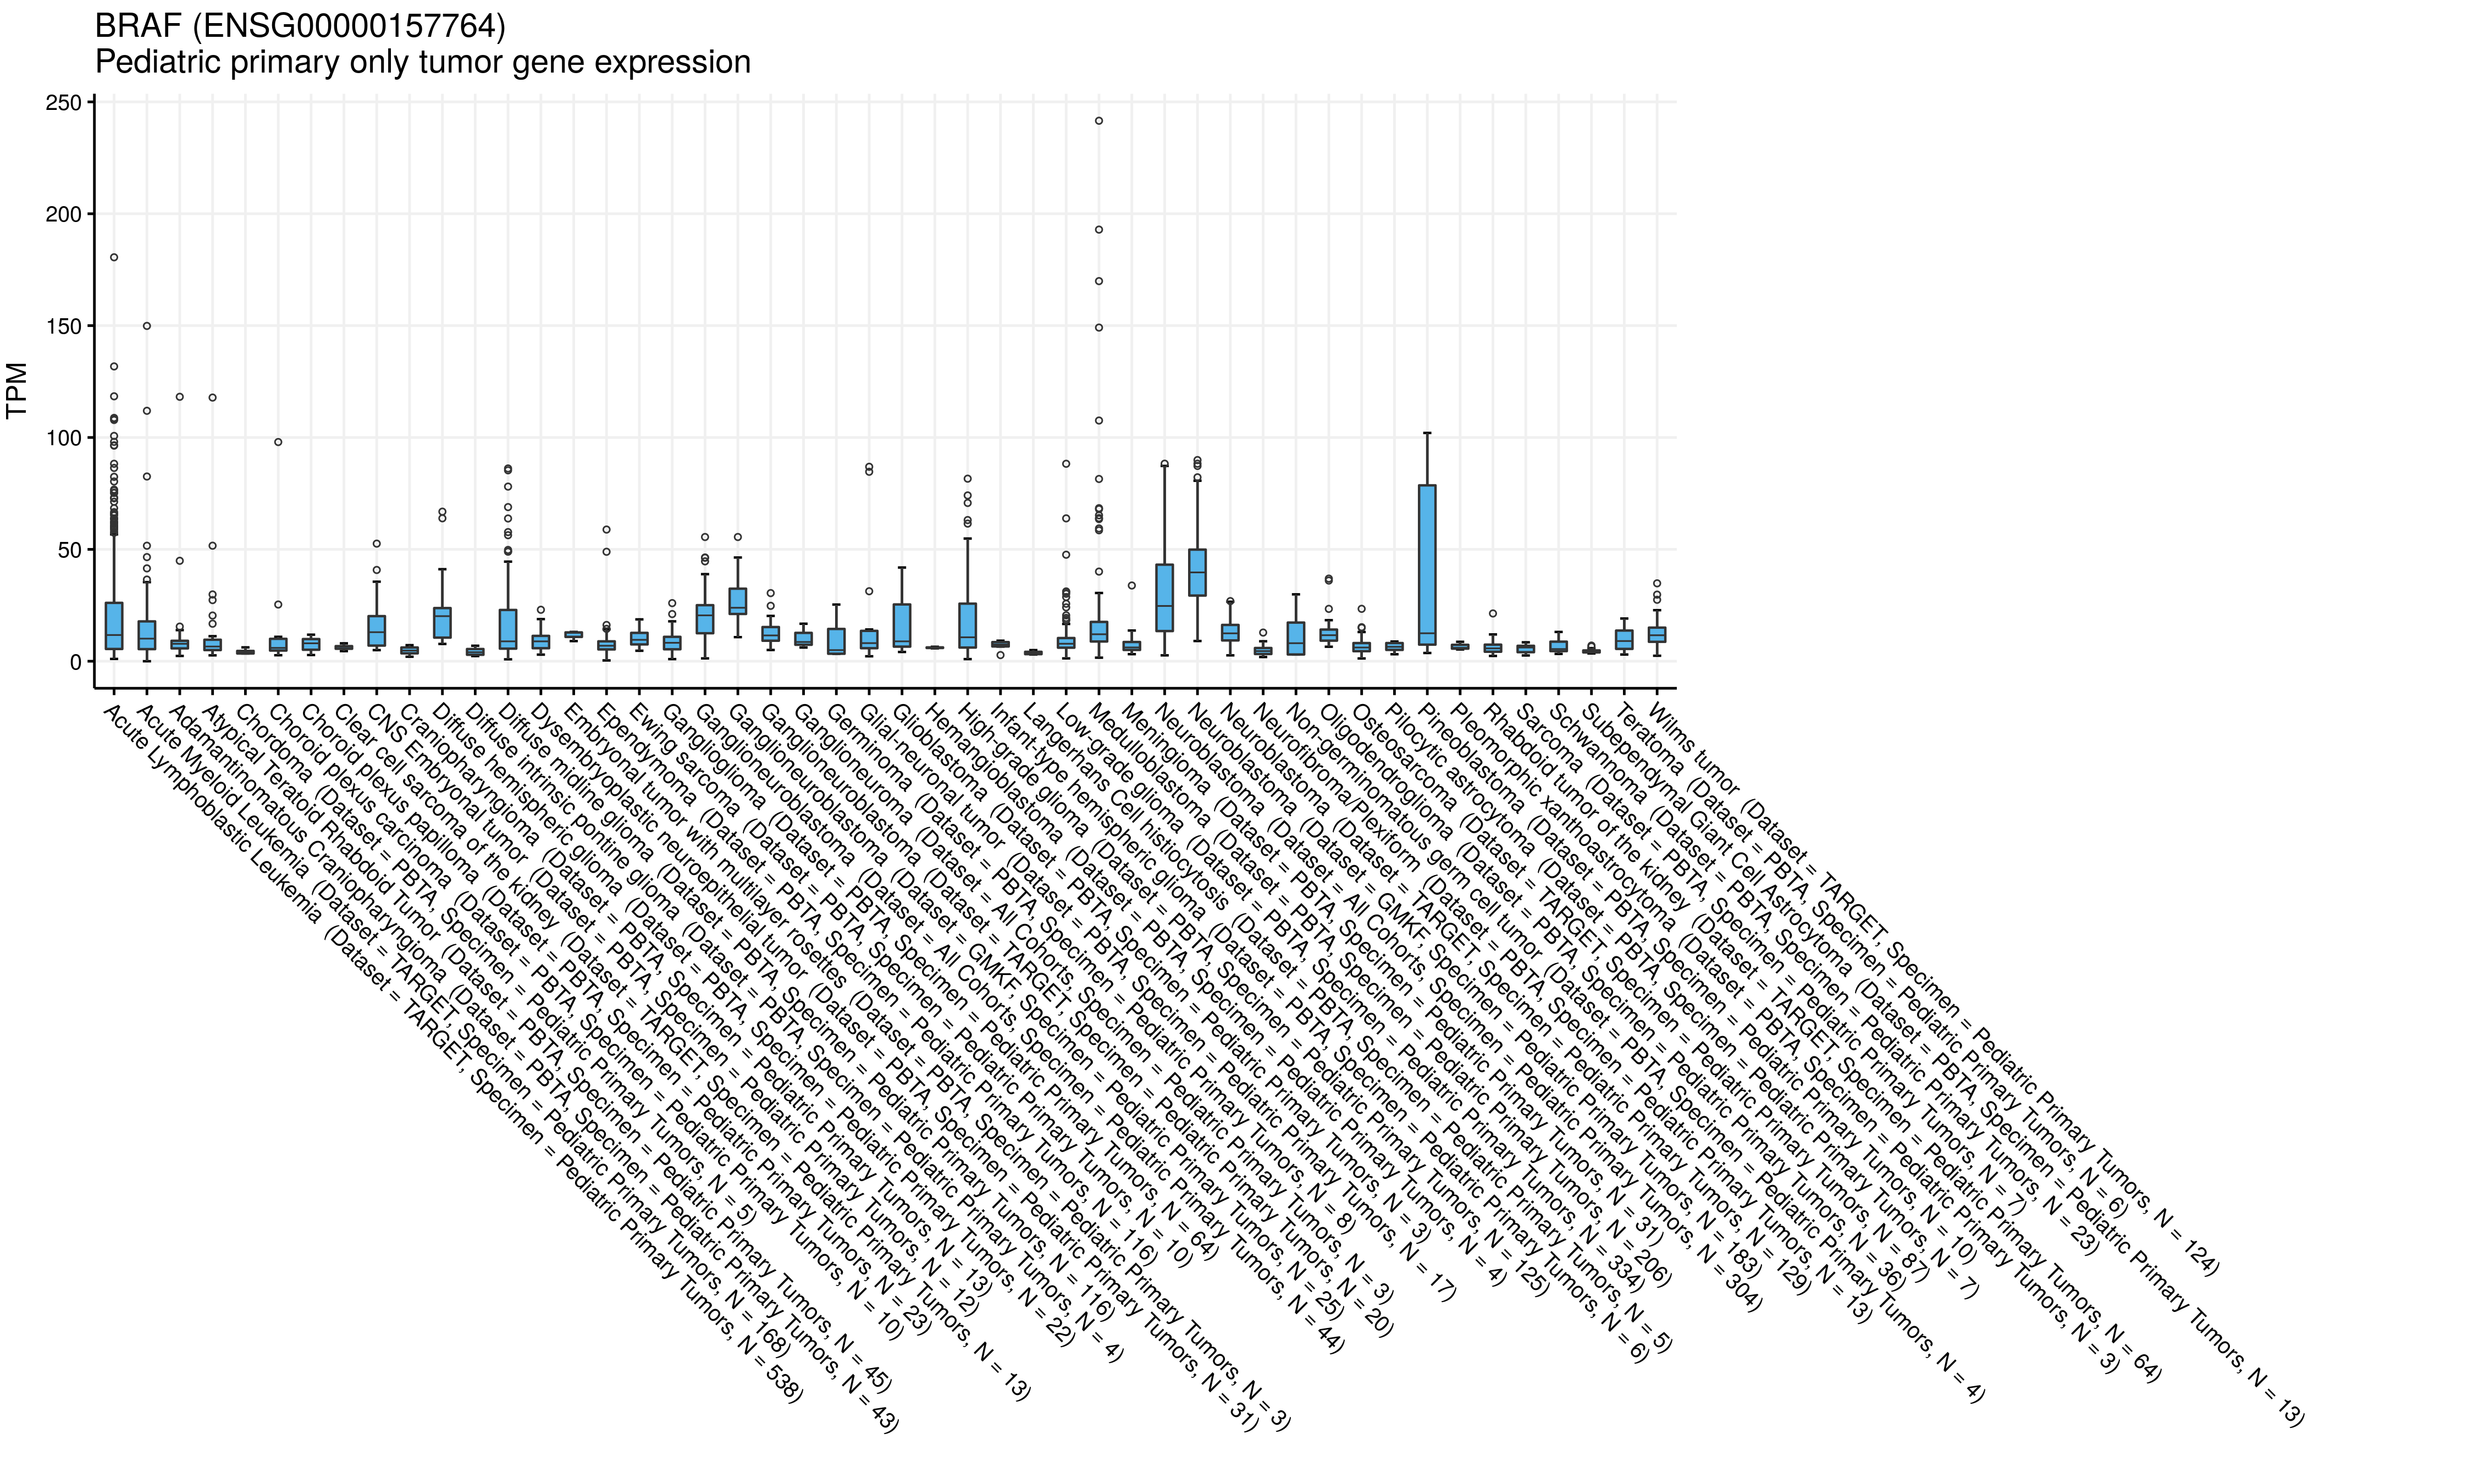 BRAF (ENSG00000157764)
Pediatric primary only tumor gene expression
TPM
250
200
150
100
50
0
Acute Lymphoblastic Leukemia (Dataset = TARGET, Specimen = Pediatric Primary Tumors, N = 538)
Acute Myeloid Leukemia (Dataset = TARGET, Specimen = Pediatric Primary Tumors, N = 168)
Adamantinomatous Craniopharyngioma (Dataset = PBTA, Specimen = Pediatric Primary Tumors, N = 43)
Atypical Teratoid Rhabdoid Tumor (Dataset = PBTA, Specimen = Pediatric Primary Tumors, N = 45)
Chordoma (Dataset = PBTA, Specimen = Pediatric Primary Tumors, N = 5)
Choroid plexus carcinoma (Dataset = PBTA, Specimen = Pediatric Primary Tumors, N = 10)
Choroid plexus papilloma (Dataset = PBTA, Specimen = Pediatric Primary Tumors, N = 23)
Clear cell sarcoma of the kidney (Dataset = TARGET, Specimen = Pediatric Primary Tumors, N = 13)
CNS Embryonal tumor (Dataset = PBTA, Specimen = Pediatric Primary Tumors, N = 12)
Craniopharyngioma (Dataset = PBTA, Specimen = Pediatric Primary Tumors, N = 13)
Diffuse hemispheric glioma (Dataset = PBTA, Specimen = Pediatric Primary Tumors, N = 22)
Diffuse intrinsic pontine glioma (Dataset = PBTA, Specimen = Pediatric Primary Tumors, N = 4)
Diffuse midline glioma (Dataset = PBTA, Specimen = Pediatric Primary Tumors, N = 116)
Dysembryoplastic neuroepithelial tumor (Dataset = PBTA, Specimen = Pediatric Primary Tumors, N = 31)
Embryonal tumor with multilayer rosettes (Dataset = PBTA, Specimen = Pediatric Primary Tumors, N = 3)
Ependymoma (Dataset = PBTA, Specimen = Pediatric Primary Tumors, N = 116)
Ewing sarcoma (Dataset = PBTA, Specimen = Pediatric Primary Tumors, N = 10)
Ganglioglioma (Dataset = PBTA, Specimen = Pediatric Primary Tumors, N = 64)
Ganglioneuroblastoma (Dataset = All Cohorts, Specimen = Pediatric Primary Tumors, N = 44)
Ganglioneuroblastoma (Dataset = GMKF, Specimen = Pediatric Primary Tumors, N = 25)
Ganglioneuroblastoma (Dataset = TARGET, Specimen = Pediatric Primary Tumors, N = 20)
Ganglioneuroma (Dataset = All Cohorts, Specimen = Pediatric Primary Tumors, N = 3)
Germinoma (Dataset = PBTA, Specimen = Pediatric Primary Tumors, N = 8)
Glial-neuronal tumor (Dataset = PBTA, Specimen = Pediatric Primary Tumors, N = 17)
Glioblastoma (Dataset = PBTA, Specimen = Pediatric Primary Tumors, N = 3)
Hemangioblastoma (Dataset = PBTA, Specimen = Pediatric Primary Tumors, N = 4)
High-grade glioma (Dataset = PBTA, Specimen = Pediatric Primary Tumors, N = 125)
Infant-type hemispheric glioma (Dataset = PBTA, Specimen = Pediatric Primary Tumors, N = 6)
Langerhans Cell histiocytosis (Dataset = PBTA, Specimen = Pediatric Primary Tumors, N = 5)
Low-grade glioma (Dataset = PBTA, Specimen = Pediatric Primary Tumors, N = 334)
Medulloblastoma (Dataset = PBTA, Specimen = Pediatric Primary Tumors, N = 206)
Meningioma (Dataset = PBTA, Specimen = Pediatric Primary Tumors, N = 31)
Neuroblastoma (Dataset = All Cohorts, Specimen = Pediatric Primary Tumors, N = 304)
Neuroblastoma (Dataset = GMKF, Specimen = Pediatric Primary Tumors, N = 183)
Neuroblastoma (Dataset = TARGET, Specimen = Pediatric Primary Tumors, N = 129)
Neurofibroma/Plexiform (Dataset = PBTA, Specimen = Pediatric Primary Tumors, N = 13)
Non-germinomatous germ cell tumor (Dataset = PBTA, Specimen = Pediatric Primary Tumors, N = 4)
Oligodendroglioma (Dataset = PBTA, Specimen = Pediatric Primary Tumors, N = 36)
Osteosarcoma (Dataset = TARGET, Specimen = Pediatric Primary Tumors, N = 87)
Pilocytic astrocytoma (Dataset = PBTA, Specimen = Pediatric Primary Tumors, N = 7)
Pineoblastoma (Dataset = PBTA, Specimen = Pediatric Primary Tumors, N = 10)
Pleomorphic xanthoastrocytoma (Dataset = PBTA, Specimen = Pediatric Primary Tumors, N = 3)
Rhabdoid tumor of the kidney (Dataset = TARGET, Specimen = Pediatric Primary Tumors, N = 64)
Sarcoma (Dataset = PBTA, Specimen = Pediatric Primary Tumors, N = 7)
Schwannoma (Dataset = PBTA, Specimen = Pediatric Primary Tumors, N = 23)
Subependymal Giant Cell Astrocytoma (Dataset = PBTA, Specimen = Pediatric Primary Tumors, N = 13)
Teratoma (Dataset = PBTA, Specimen = Pediatric Primary Tumors, N = 6)
Wilms tumor (Dataset = TARGET, Specimen = Pediatric Primary Tumors, N = 124)